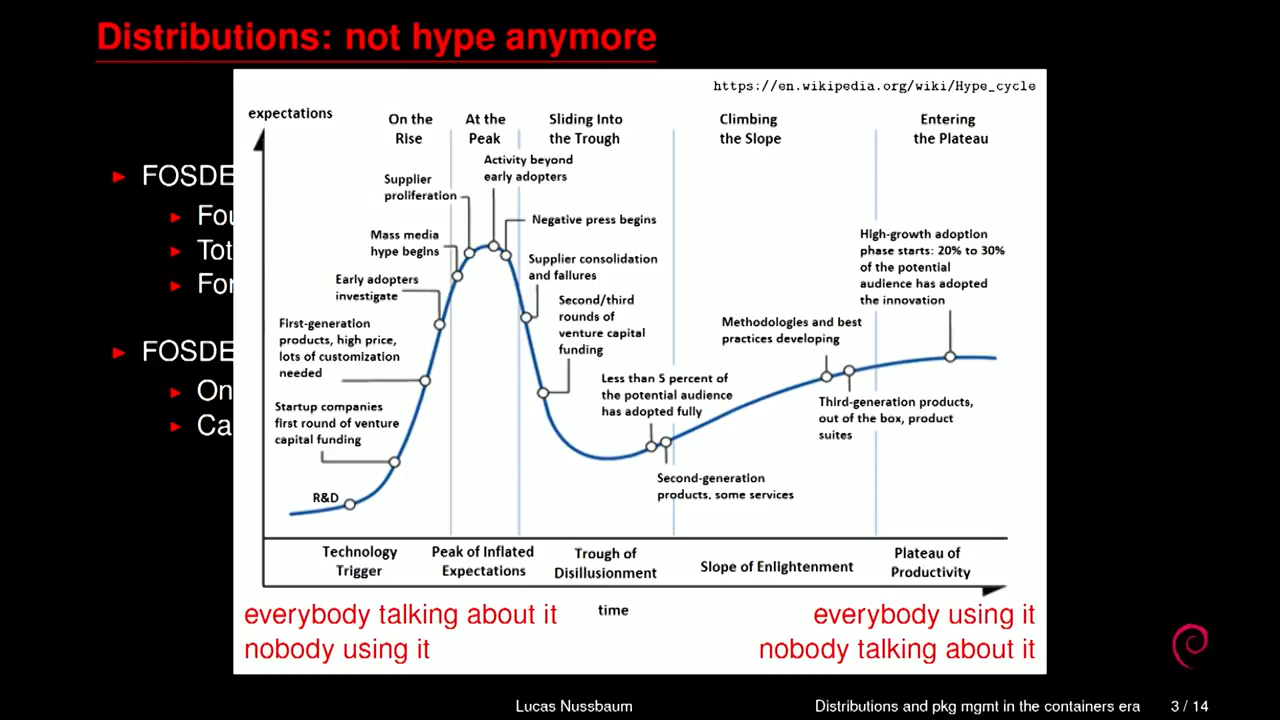 Distributions: not hype anymore
https://en.wikipedia.org/wiki/Hype_cycle
expectations
On the
Rise
At the
Peak
Sliding Into
the Trough
Climbing
the Slope
Entering
the Plateau
Activity beyond
early adopters
Supplier
proliferation
Negative press begins
Mass media
hype begins
Supplier consolidation
and failures
Early adopters
investigate
Second/third
rounds of
venture capital
funding
First-generation
products, high price,
lots of customization
needed
Startup companies
first round of venture
capital funding
R&D
Less than 5 percent of
the potential audience
has adopted fully
Second-generation
products, some services
Methodologies and best
practices developing
Third-generation products,
out of the box, product
suites
High-growth adoption
phase starts: 20% to 30%
of the potential
audience has adopted
the innovation
Technology
Trigger
Peak of Inflated
Expectations
Trough of
Disillusionment
Slope of Enlightenment
Plateau of
Productivity
time
everybody talking about it
nobody using it
everybody using it
nobody talking about it
FOSDE
Fou
Tot
For
FOSDE
On
Ca
Lucas Nussbaum
Distributions and pkg mgmt in the containers era
3 / 14